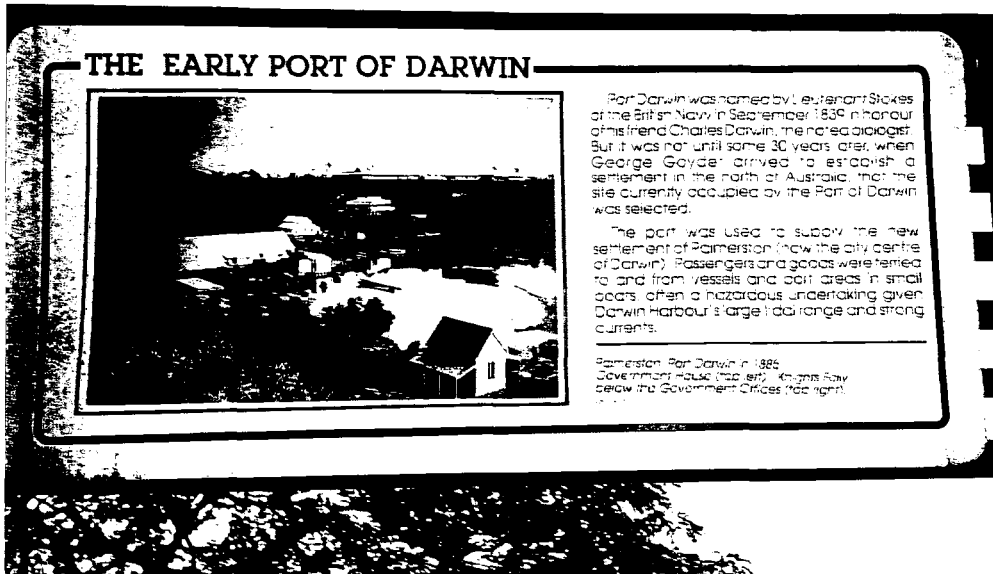 THE EARLY PORT OF DARWIN
Port Darwin was named by Lieutenant Stokes
of the British Navy in September 1839 in honour
of his friend Charles Darwin, the noted biologist.
But it was not until some 30 years later, when
George Goyder arrived to establish a
settlement in the north of Australia, that the
site currently occupied by the Port of Darwin
was selected.
The port was used to supply the new
settlement of Palmerston (now the city centre
of Darwin). Passengers and goods were ferried
to and from vessels and port areas in small
boats, often a hazardous undertaking given
Darwin Harbour's large tidal range and strong
currents.
Palmerston, Port Darwin in 1886
Government House (top left). Knights Folly
below the Government Offices (top right).